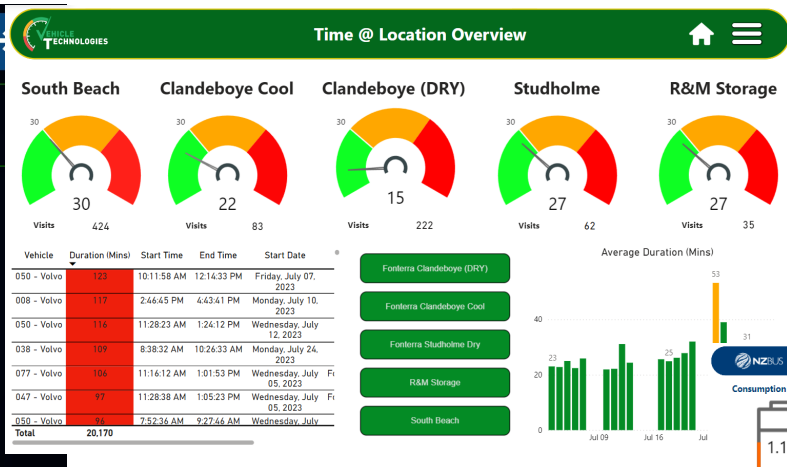 VEHICLE
TECHNOLOGIES
Time @ Location Overview
South Beach
Clandeboye Cool
Clandeboye (DRY)
Studholme
R&M Storage
30
30
30
30
30
30
22
15
27
27
Visits 424
Visits 83
Visits 222
Visits 62
Visits 35
Vehicle Duration (Mins) Start Time End Time Start Date
050 - Volvo 123 10:11:58 AM 12:14:33 PM Friday, July 07,
2023
008 - Volvo 117 2:46:45 PM 4:43:41 PM Monday, July 10,
2023
050 - Volvo 116 11:28:23 AM 1:24:12 PM Wednesday, July
12, 2023
038 - Volvo 109 8:38:32 AM 10:26:33 AM Monday, July 24,
2023
077 - Volvo 106 11:16:12 AM 1:01:53 PM Wednesday, July
05, 2023
047 - Volvo 97 11:28:38 AM 1:05:23 PM Wednesday, July
05, 2023
050 - Volvo 96 7:52:36 AM 9:27:46 AM Wednesday, July
Total 20,170
Fonterra Clandeboye (DRY)
Fonterra Clandeboye Cool
Fonterra Studholme Dry
R&M Storage
South Beach
Average Duration (Mins)
53
40
31
23
25
20
0
Jul 09 Jul 16 Jul
NZBUS
Consumption
1.1